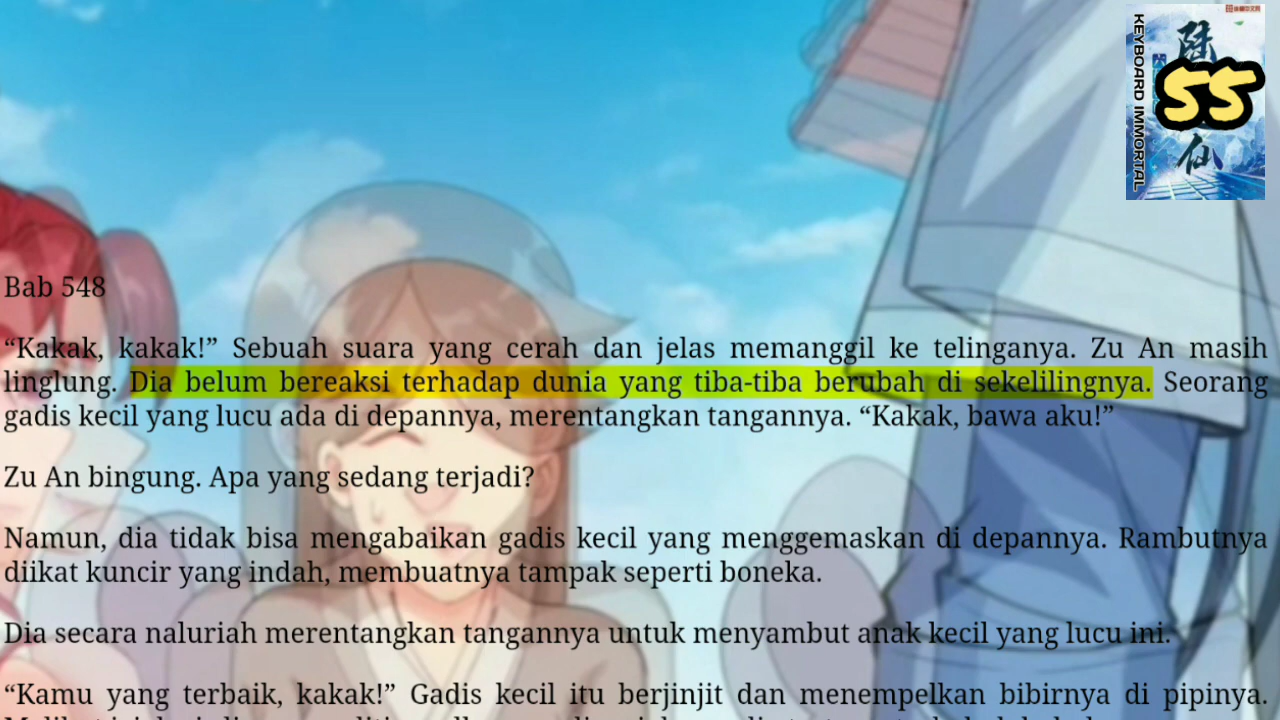 陆
仙
KEYBOARD IMMORTAL
55
Bab 548
“Kakak, kakak!” Sebuah suara yang cerah dan jelas memanggil ke telinganya. Zu An masih
linglung. Dia belum bereaksi terhadap dunia yang tiba-tiba berubah di sekelilingnya. Seorang
gadis kecil yang lucu ada di depannya, merentangkan tangannya. “Kakak, bawa aku!”
Zu An bingung. Apa yang sedang terjadi?
Namun, dia tidak bisa mengabaikan gadis kecil yang menggemaskan di depannya. Rambutnya
diikat kuncir yang indah, membuatnya tampak seperti boneka.
Dia secara naluriah merentangkan tangannya untuk menyambut anak kecil yang lucu ini.
“Kamu yang terbaik, kakak!” Gadis kecil itu berjinjit dan menempelkan bibirnya di pipinya.